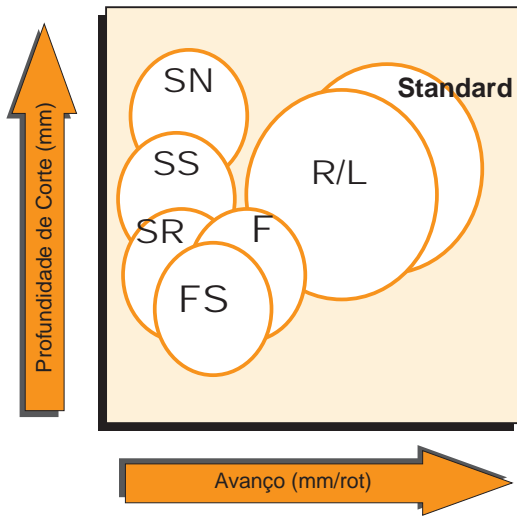 SN
Standard
SS
R/L
SR
F
FS
Profundidade de Corte (mm)
Avanço (mm/rot)